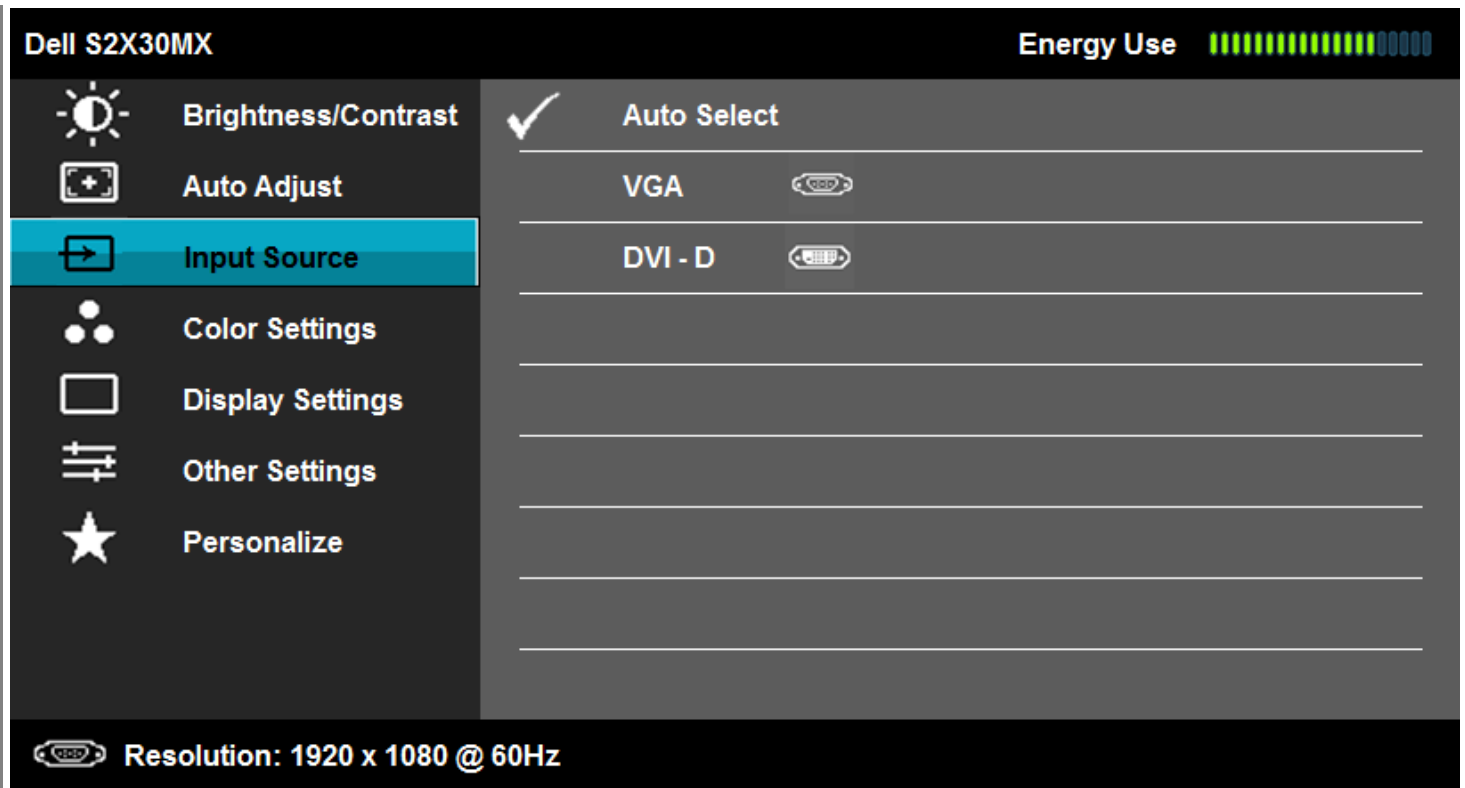 Dell S2X30MX Energy Use
Brightness/Contrast Auto Select
Auto Adjust VGA
Input Source DVI - D
Color Settings
Display Settings
Other Settings
Personalize
Resolution: 1920 x 1080 @ 60Hz